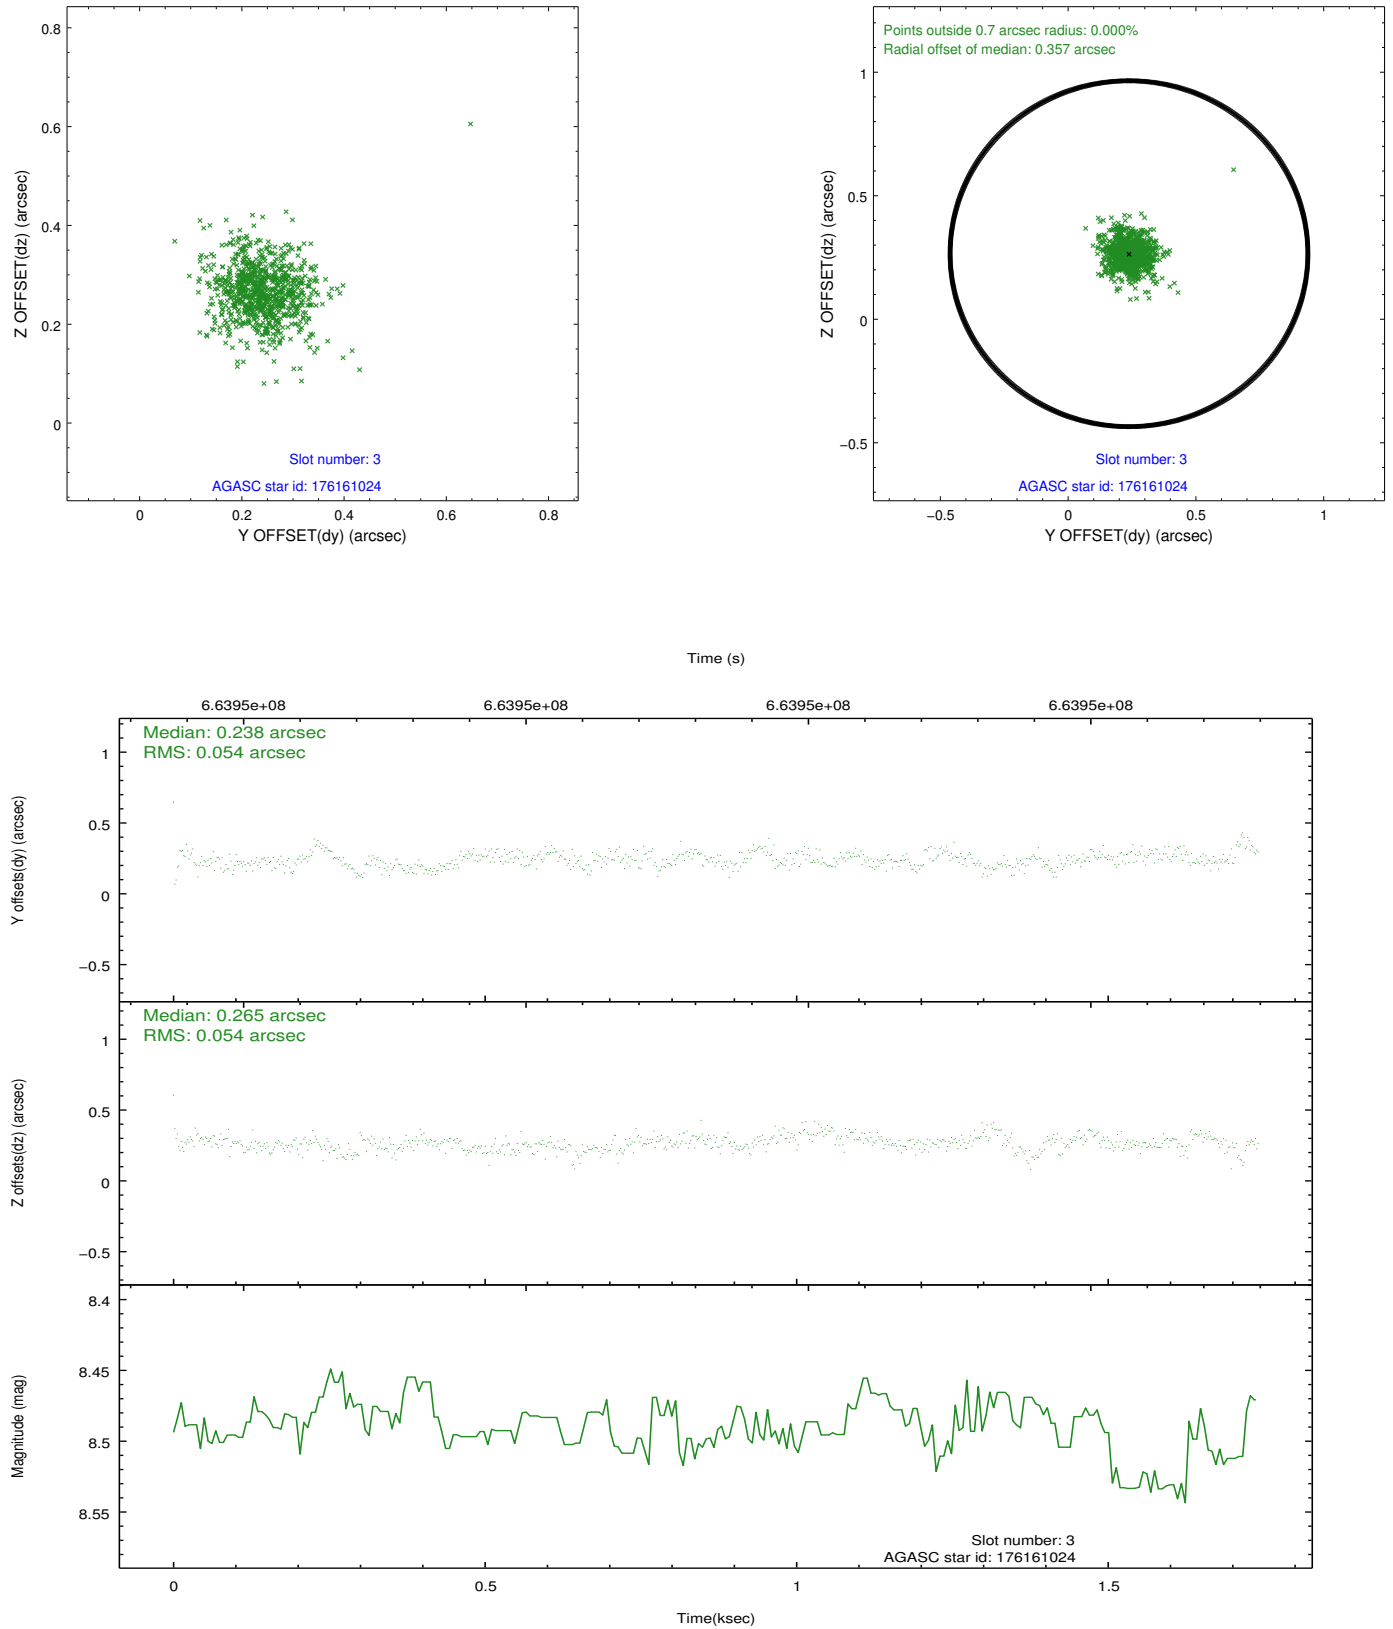 0.8
0.6
0.4
0.2
0
Z OFFSET(dz) (arcsec)
Slot number: 3
AGASC star id: 176161024
0 0.2 0.4 0.6 0.8
Y OFFSET(dy) (arcsec)
Points outside 0.7 arcsec radius: 0.000%
Radial offset of median: 0.357 arcsec
1
0.5
0
−0.5
Z OFFSET(dz) (arcsec)
Slot number: 3
AGASC star id: 176161024
−0.5 0 0.5 1
Y OFFSET(dy) (arcsec)
Time (s)
6.6395e+08 6.6395e+08 6.6395e+08 6.6395e+08
Median: 0.238 arcsec
RMS: 0.054 arcsec
1
0.5
0
−0.5
Y offsets(dy) (arcsec)
Median: 0.265 arcsec
RMS: 0.054 arcsec
1
0.5
0
−0.5
Z offsets(dz) (arcsec)
8.4
8.45
8.5
8.55
Magnitude (mag)
Slot number: 3
AGASC star id: 176161024
0 0.5 1 1.5
Time(ksec)